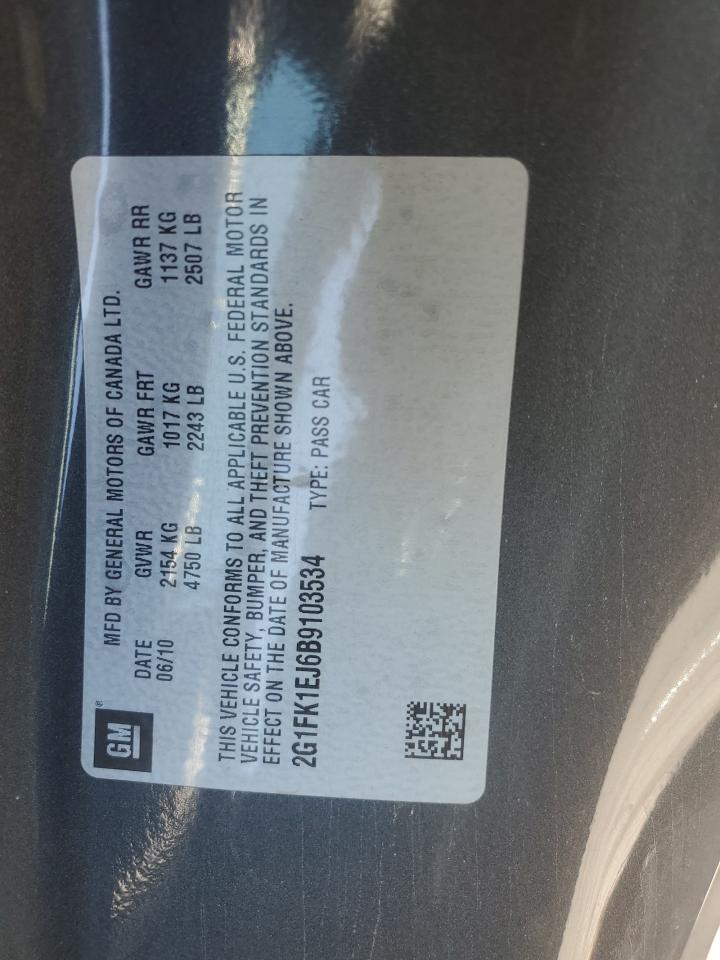 GM®
MFD BY GENERAL MOTORS OF CANADA LTD.
DATE GVWR GAWR FRT GAWR RR
06/10 2154 KG 1017 KG 1137 KG
4750 LB 2243 LB 2507 LB
THIS VEHICLE CONFORMS TO ALL APPLICABLE U.S. FEDERAL MOTOR
VEHICLE SAFETY, BUMPER, AND THEFT PREVENTION STANDARDS IN
EFFECT ON THE DATE OF MANUFACTURE SHOWN ABOVE.
2G1FK1EJ6B9103534 TYPE: PASS CAR